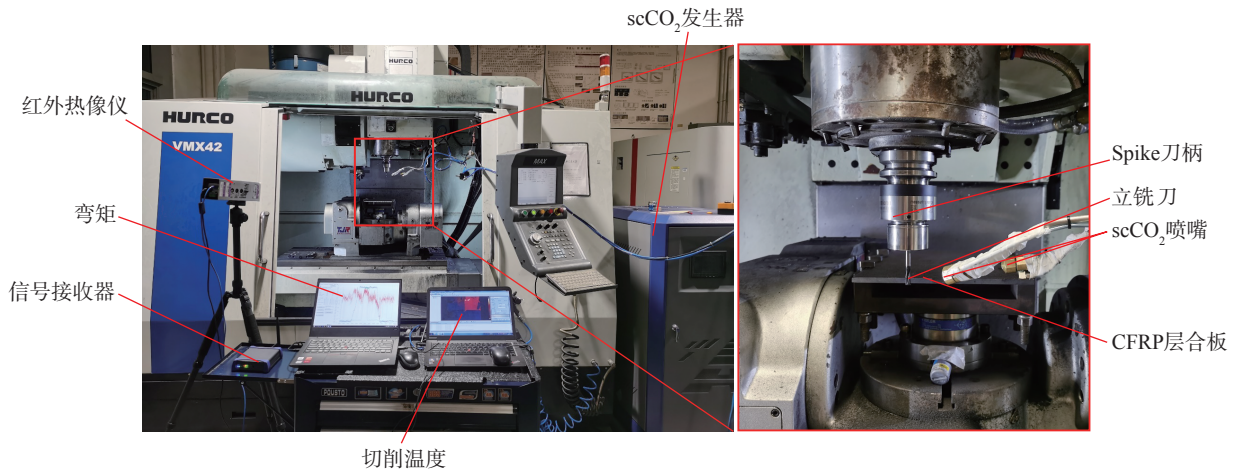 scCO₂发生器
红外热像仪
弯矩
信号接收器
切削温度
HURCO
HURCO
HURCO
VMX42
POUSTO
Spike刀柄
立铣刀
scCO₂喷嘴
CFRP层合板